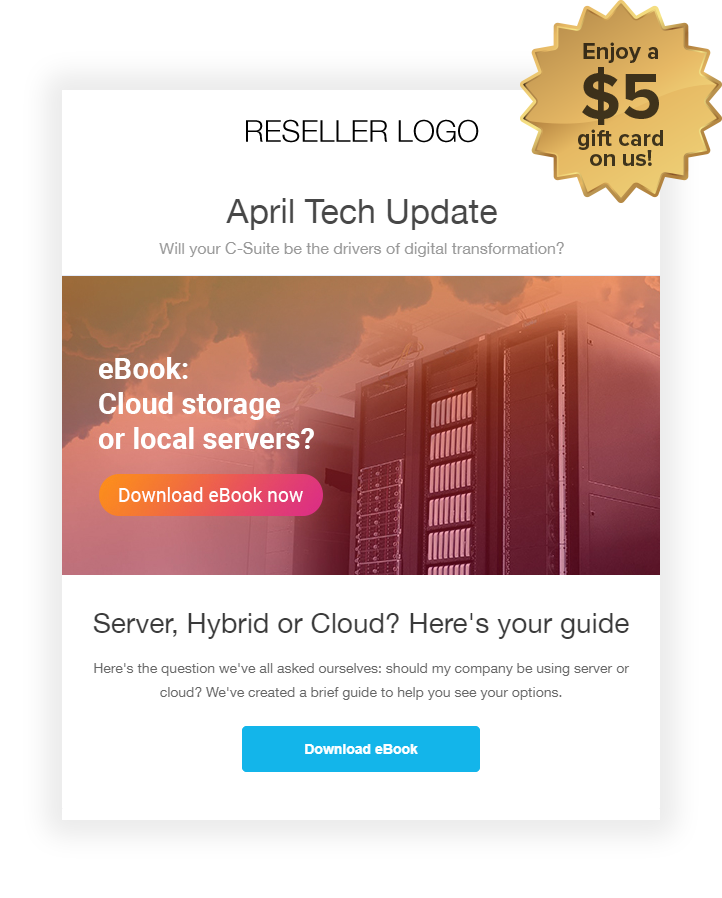 Enjoy a
$5
gift card
on us!
RESELLER LOGO
April Tech Update
Will your C-Suite be the drivers of digital transformation?
eBook:
Cloud storage
or local servers?
Download eBook now
Server, Hybrid or Cloud? Here's your guide
Here's the question we've all asked ourselves: should my company be using server or
cloud? We've created a brief guide to help you see your options.
Download eBook